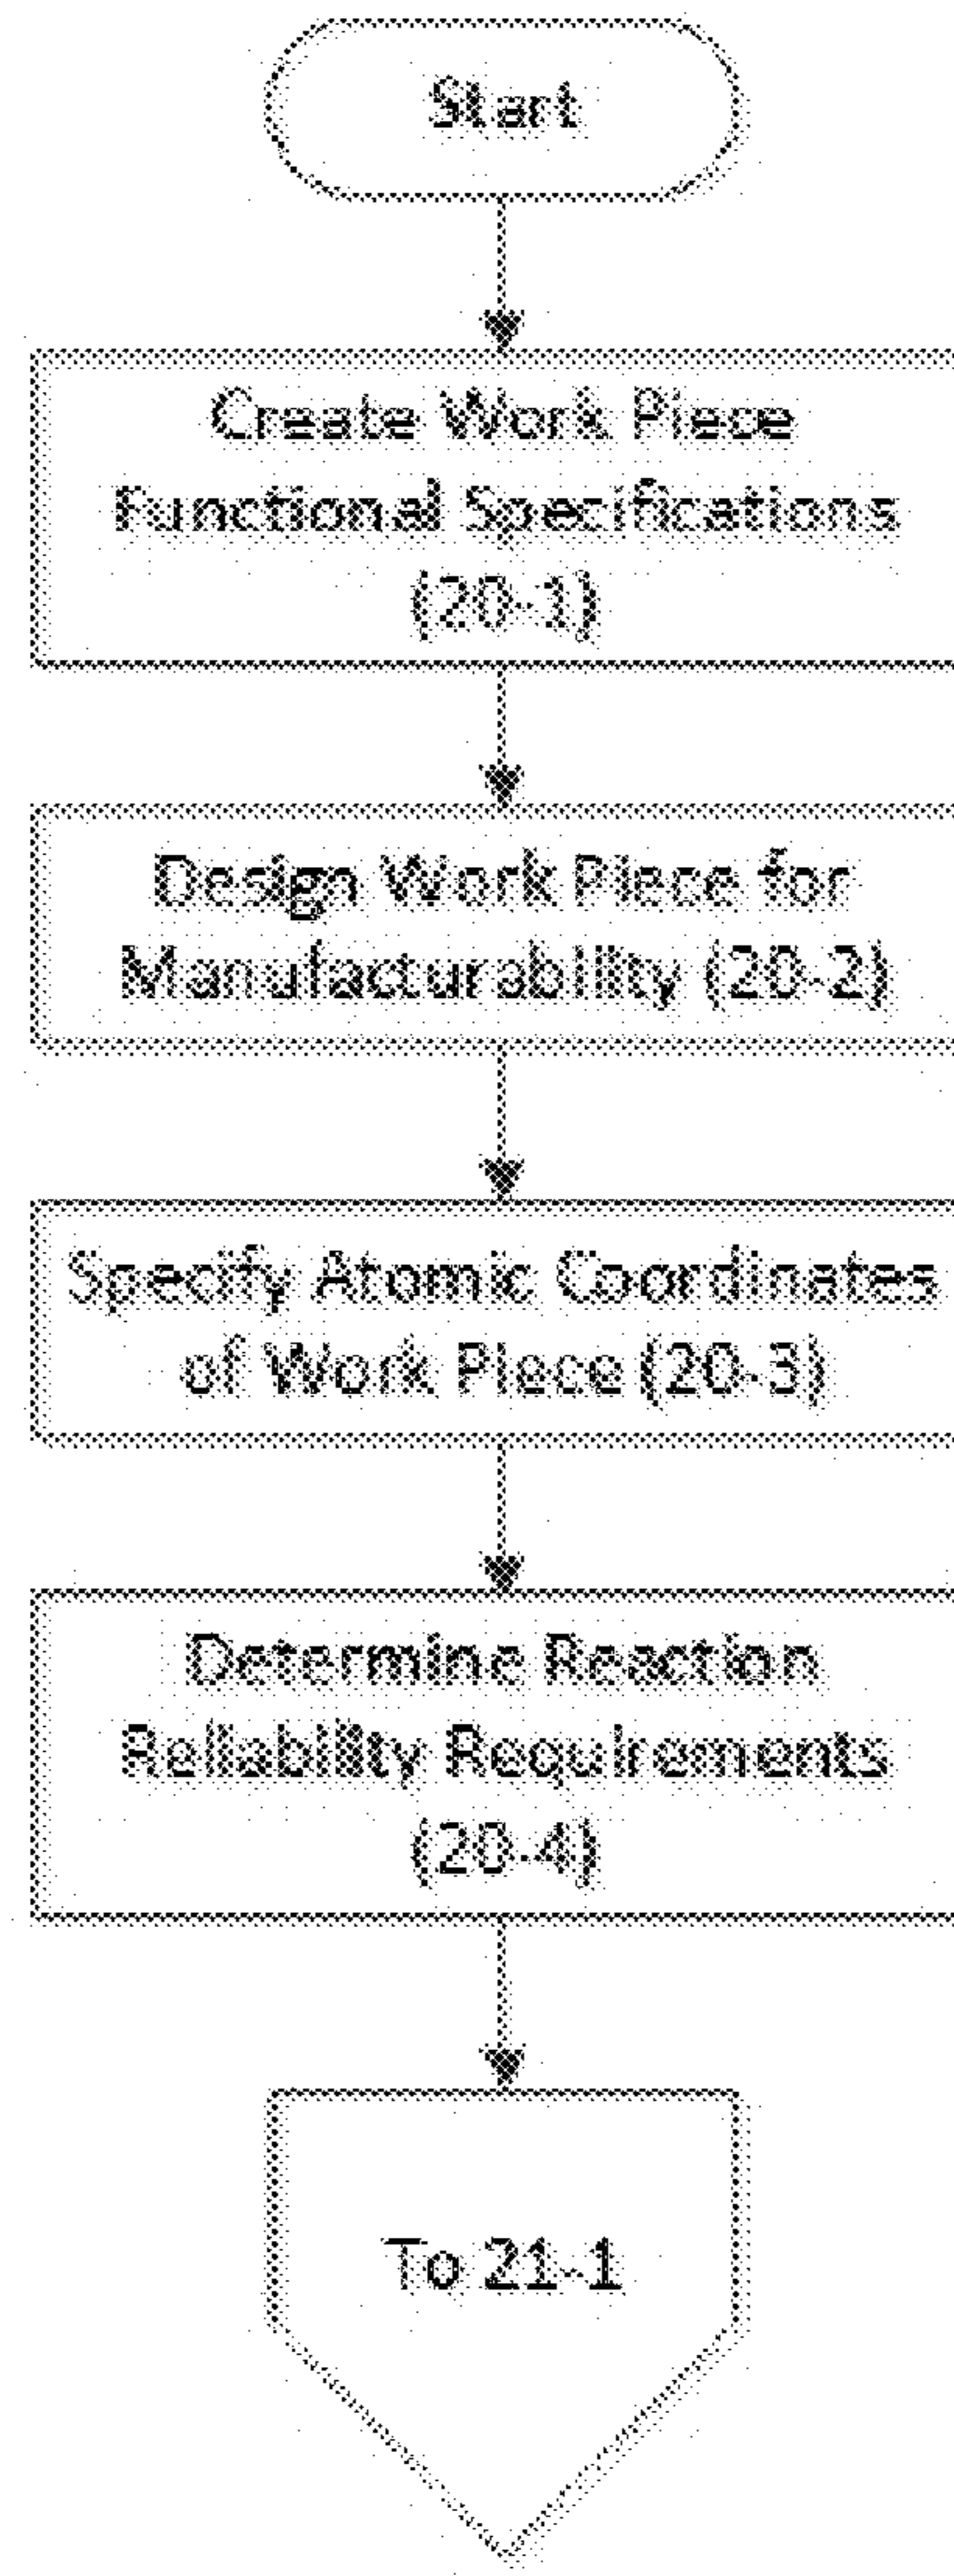 Start
Create Work Piece
Functional Specifications
(20-1)
Design Work Piece for
Manufacturability (20-2)
Specify Atomic Coordinates
of Work Piece (20-3)
Determine Reaction
Reliability Requirements
(20-4)
To 21-1